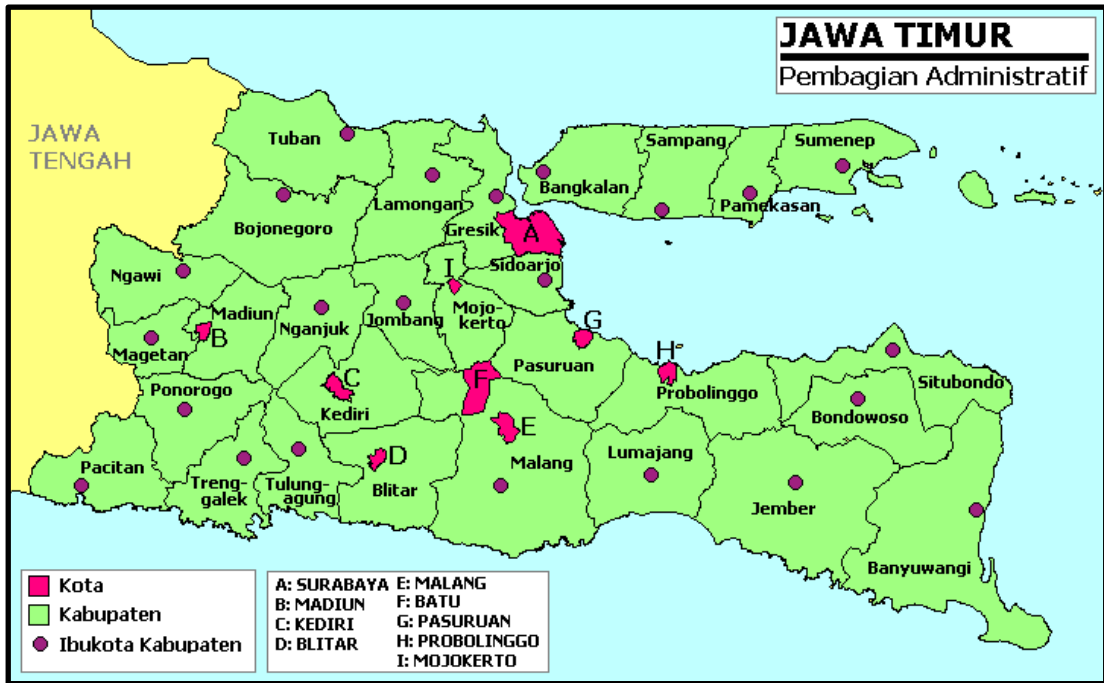 JAWA TIMUR
Pembagian Administratif
JAWA
TENGAH
Tuban
Lamongan
Bojonegoro
Gresik
A
Bangkalan
Sampang
Pamekasan
Sumenep
Ngawi
Madiun
Magetan
B
Nganjuk
Jombang
I
Mojo-
kerto
Sidoarjo
G
Pasuruan
H
Probolinggo
Situbondo
Bondowoso
Ponorogo
C
Kediri
F
E
Malang
Lumajang
Jember
Banyuwangi
Pacitan
Treng-
galek
Tulung-
agung
D
Blitar
Kota
Kabupaten
Ibukota Kabupaten
A: SURABAYA
B: MADIUN
C: KEDIRI
D: BLITAR
E: MALANG
F: BATU
G: PASURUAN
H: PROBOLINGGO
I: MOJOKERTO